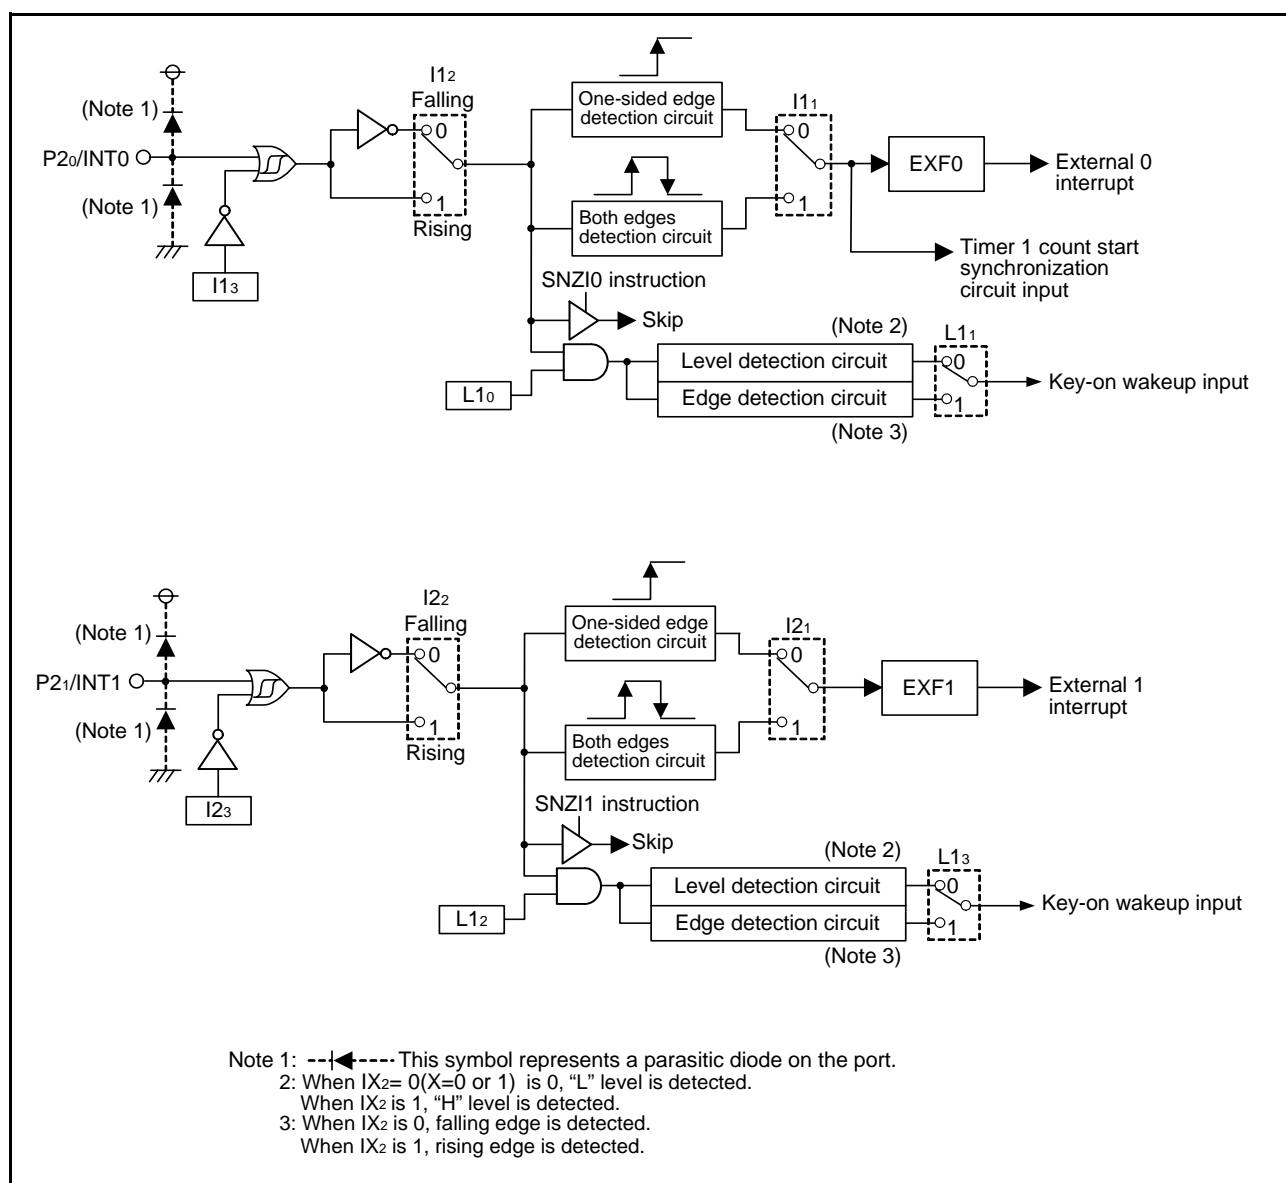 I1₂
Falling
(Note 1)
0
P2₀/INT0
(Note 1)
1
Rising
I1₃
One-sided edge
detection circuit
I1₁
0
EXF0
External 0
interrupt
Both edges
detection circuit
1
Timer 1 count start
synchronization
circuit input
SNZI0 instruction
Skip
(Note 2)
L1₁
Level detection circuit
0
Key-on wakeup input
L1₀
Edge detection circuit
1
(Note 3)
I2₂
Falling
(Note 1)
0
P2₁/INT1
(Note 1)
1
Rising
I2₃
One-sided edge
detection circuit
I2₁
0
EXF1
External 1
interrupt
Both edges
detection circuit
1
SNZI1 instruction
Skip
(Note 2)
L1₃
Level detection circuit
0
Key-on wakeup input
L1₂
Edge detection circuit
1
(Note 3)
Note 1: This symbol represents a parasitic diode on the port.
2: When IX₂= 0(X=0 or 1) is 0, “L” level is detected.
When IX₂ is 1, “H” level is detected.
3: When IX₂ is 0, falling edge is detected.
When IX₂ is 1, rising edge is detected.